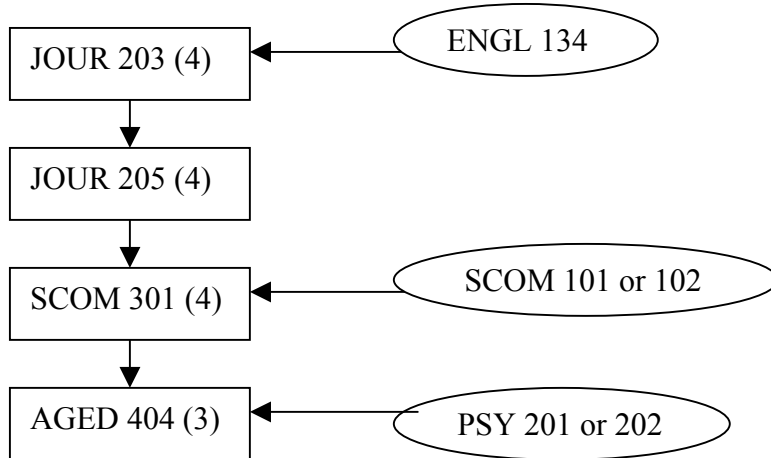 JOUR 203 (4)
ENGL 134
JOUR 205 (4)
SCOM 301 (4)
SCOM 101 or 102
AGED 404 (3)
PSY 201 or 202